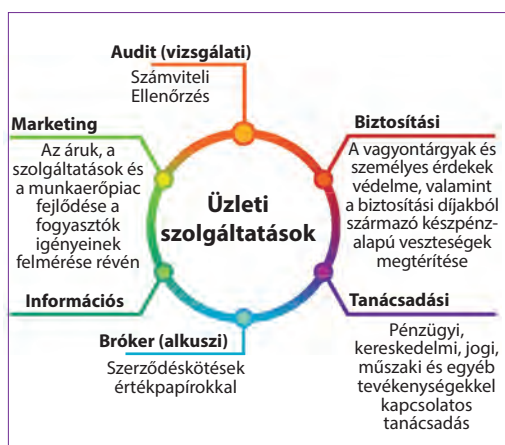 Audit (vizsgálati)
Számviteli
Ellenőrzés
Marketing
Az áruk, a
szolgáltatások és
a munkaerőpiac
fejlődése a
fogyasztók
igényeinek
felmérése révén
Biztosítási
A vagyontárgyak és
személyes érdekek
védelme, valamint
a biztosítási díjakból
származó készpénz-
alapú veszteségek
megtérítése
Üzleti
szolgáltatások
Információs
Bróker (alkuszi)
Szerződéskötések
értékpapírokkal
Tanácsadási
Pénzügyi,
kereskedelmi, jogi,
műszaki és egyéb
tevékenységekkel
kapcsolatos
tanácsadás